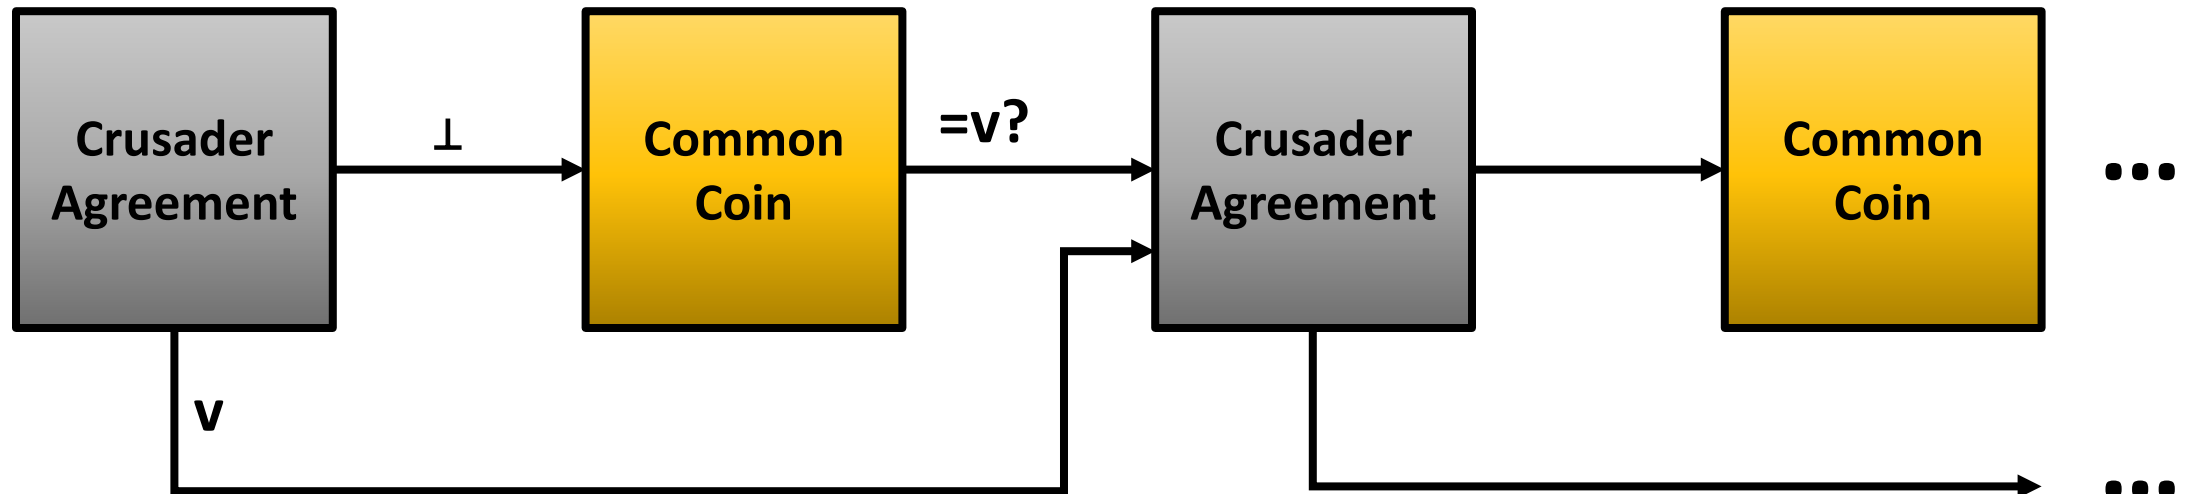 Crusader
Agreement
⊥
Common
Coin
=v?
Crusader
Agreement
Common
Coin
...
v
...